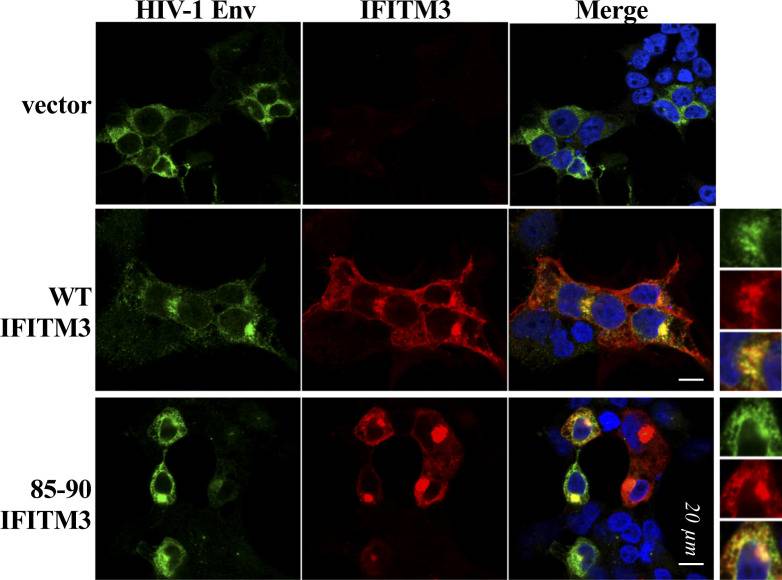 HIV-1 Env IFITM3 Merge
vector
WT
IFITM3
85-90
IFITM3
20 µm